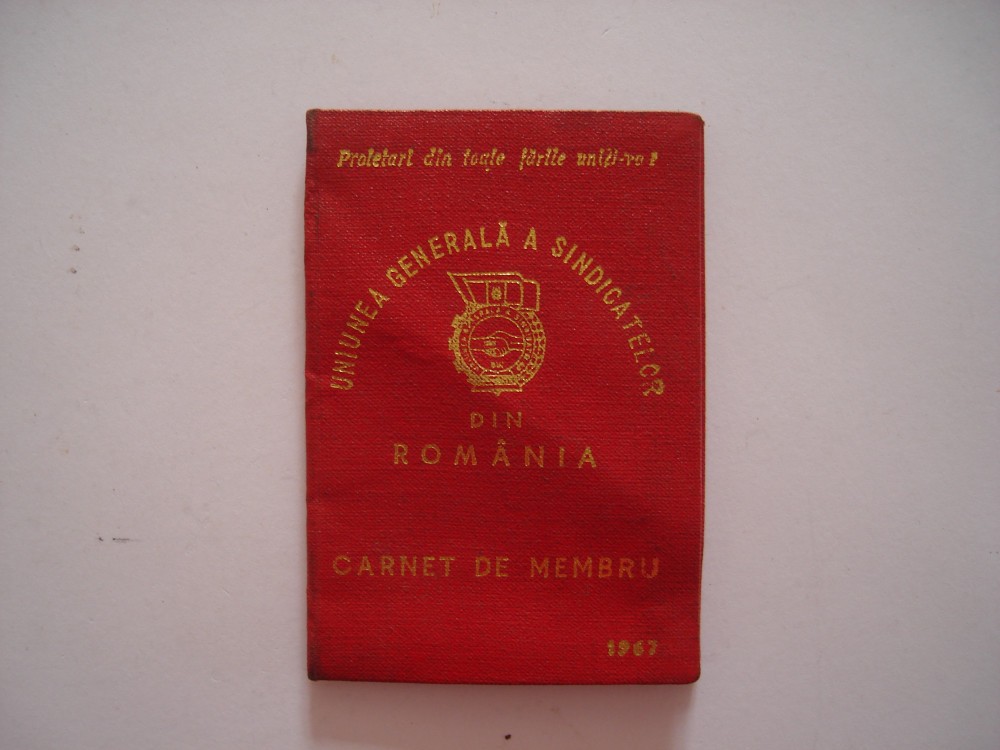 Proletari din toate țările uniți-vă!
UNIUNEA GENERALĂ A SINDICATELOR
DIN
ROMÂNIA
CARNET DE MEMBRU
1967